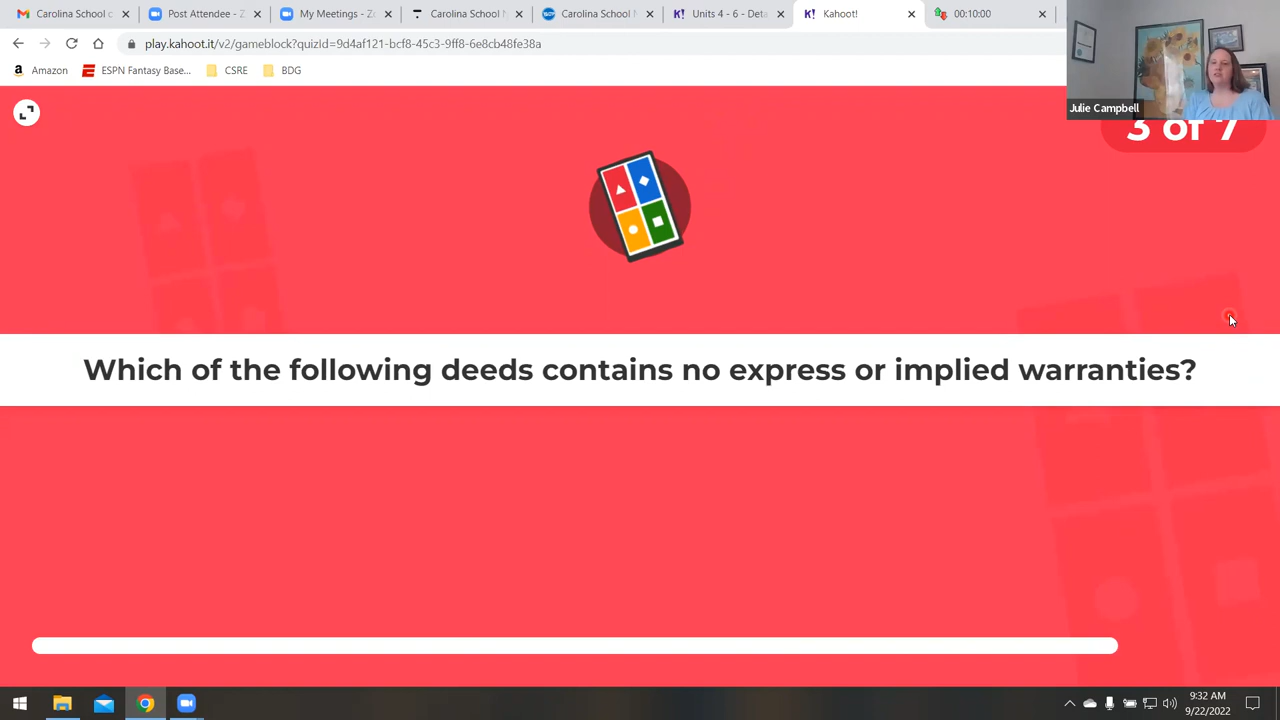 Carolina School c
Post Attendee - Z
My Meetings - Zo
Carolina School N
Carolina School N
Units 4 - 6 - Deta
Kahoot!
00:10:00
play.kahoot.it/v2/gameblock?quizId=9d4af121-bcf8-45c3-9ff8-6e8cb48fe38a
Amazon
ESPN Fantasy Base...
CSRE
BDG
Julie Campbell
3 of 7
Which of the following deeds contains no express or implied warranties?
9:32 AM
9/22/2022